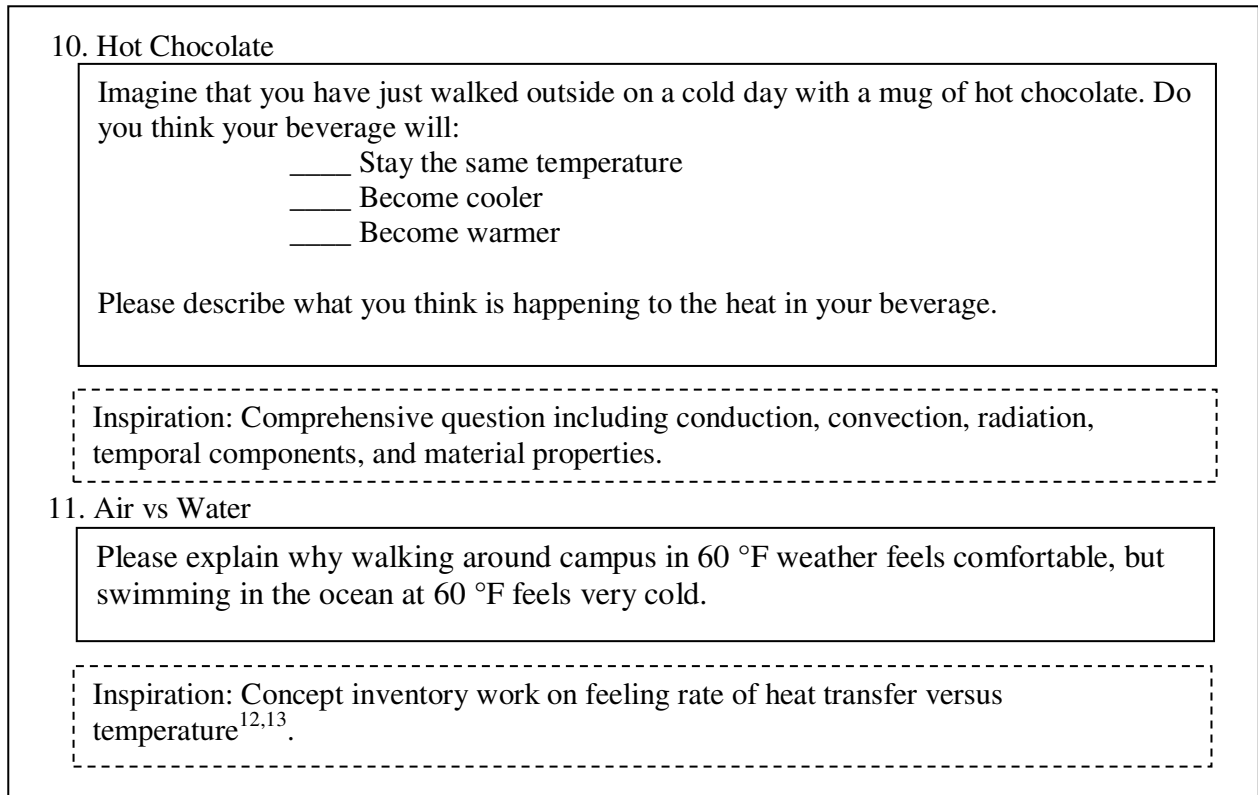 10. Hot Chocolate
Imagine that you have just walked outside on a cold day with a mug of hot chocolate. Do
you think your beverage will:
____ Stay the same temperature
____ Become cooler
____ Become warmer
Please describe what you think is happening to the heat in your beverage.
Inspiration: Comprehensive question including conduction, convection, radiation,
temporal components, and material properties.
11. Air vs Water
Please explain why walking around campus in 60 °F weather feels comfortable, but
swimming in the ocean at 60 °F feels very cold.
Inspiration: Concept inventory work on feeling rate of heat transfer versus
temperature12,13.